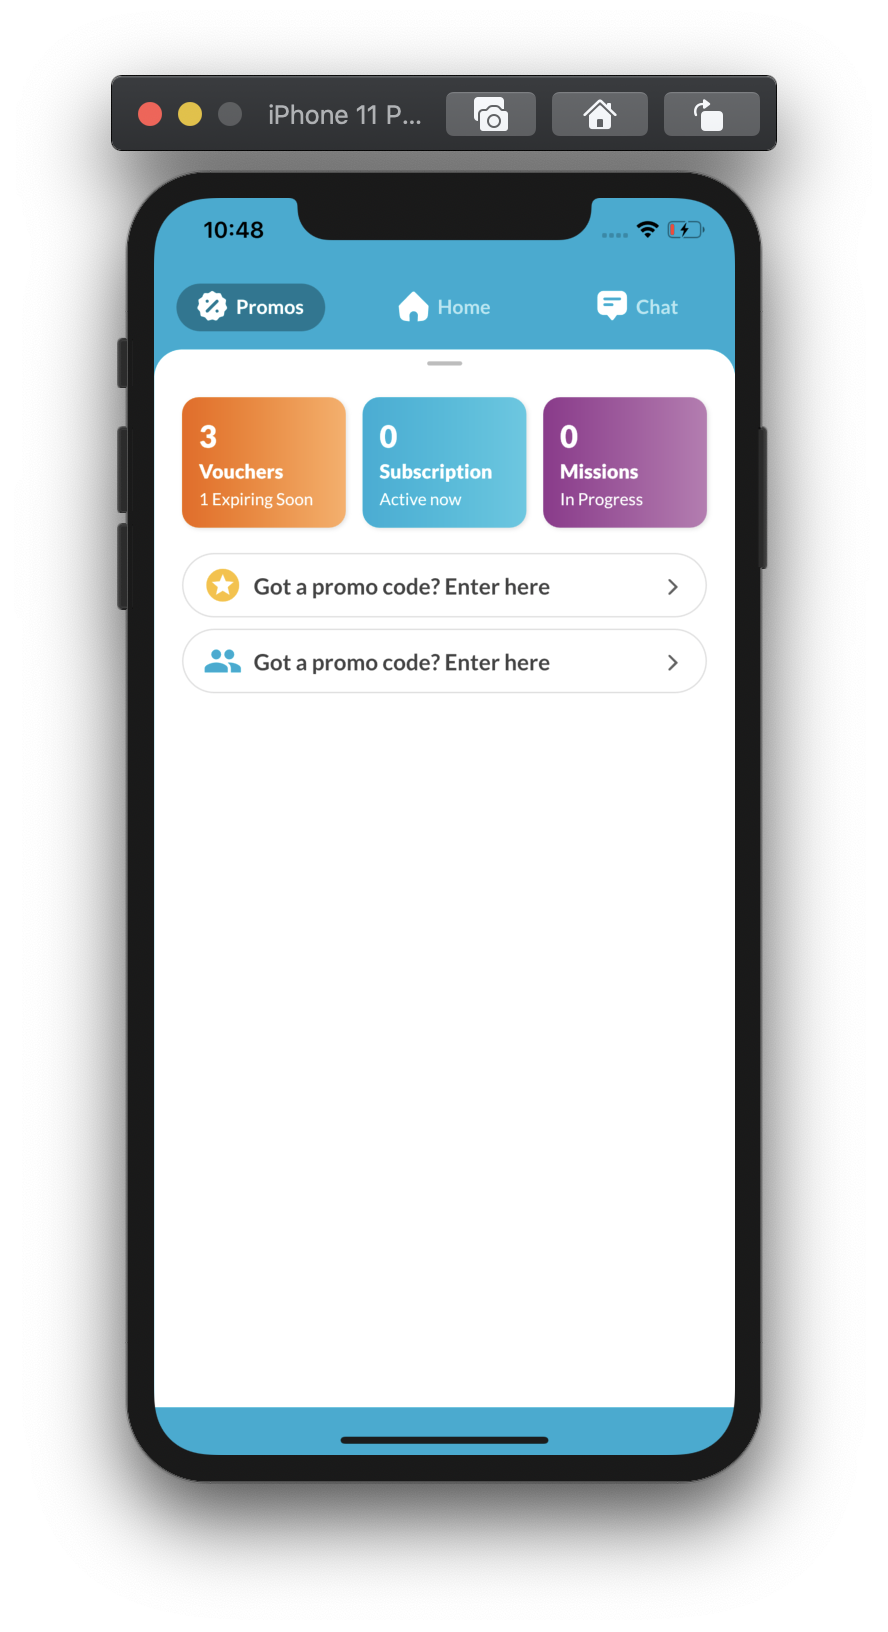 iPhone 11 P...
10:48
Promos
Home
Chat
3
Vouchers
1 Expiring Soon
0
Subscription
Active now
0
Missions
In Progress
Got a promo code? Enter here
Got a promo code? Enter here